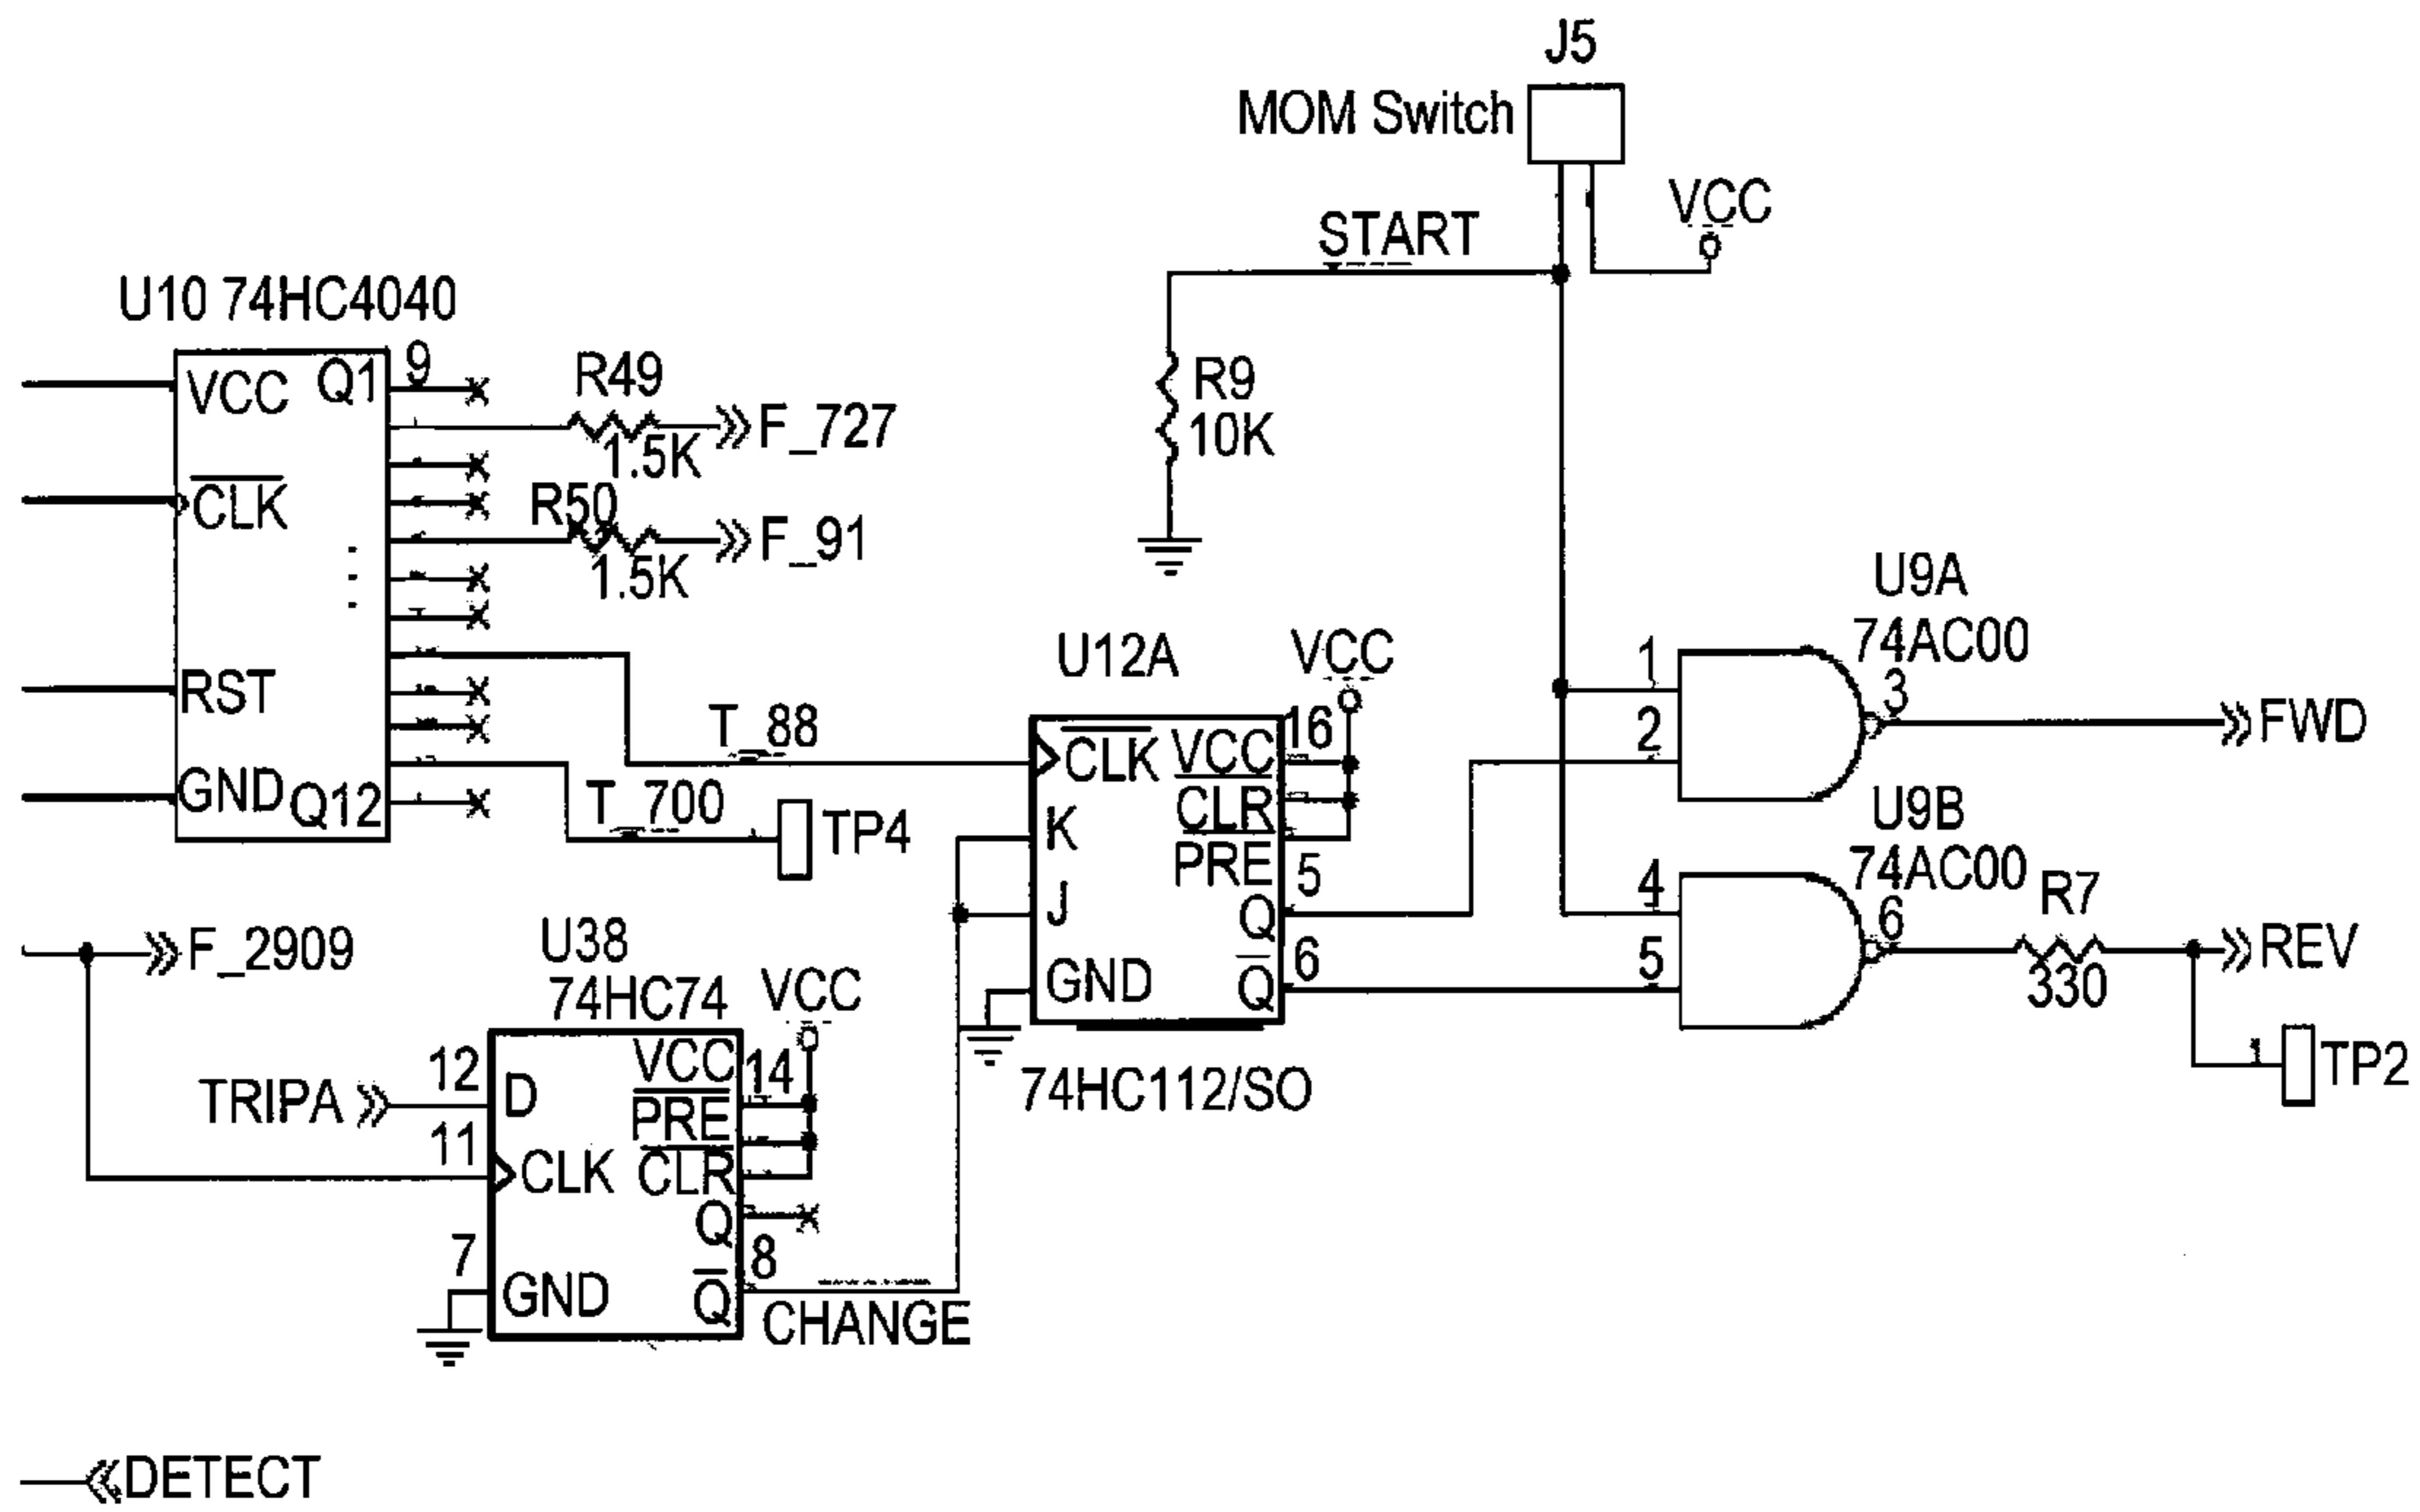 J5
MOM Switch
VCC
START
U10 74HC4040
VCC Q1 9
R49
F_727
1.5K
R9
10K
CLK
R50
F_91
1.5K
U9A
74AC00
1
2
3
FWD
RST
U12A
VCC
T_88
16
CLK VCC
GND Q12
T_700
TP4
K CLR
PRE
5
J Q
6
GND Q
74HC112/SO
U9B
74AC00
4
5
6
R7
330
REV
TP2
F_2909
U38
74HC74
VCC
12
TRIPA
D VCC 14
PRE
11
CLK CLR
Q
7
8
GND Q
CHANGE
DETECT